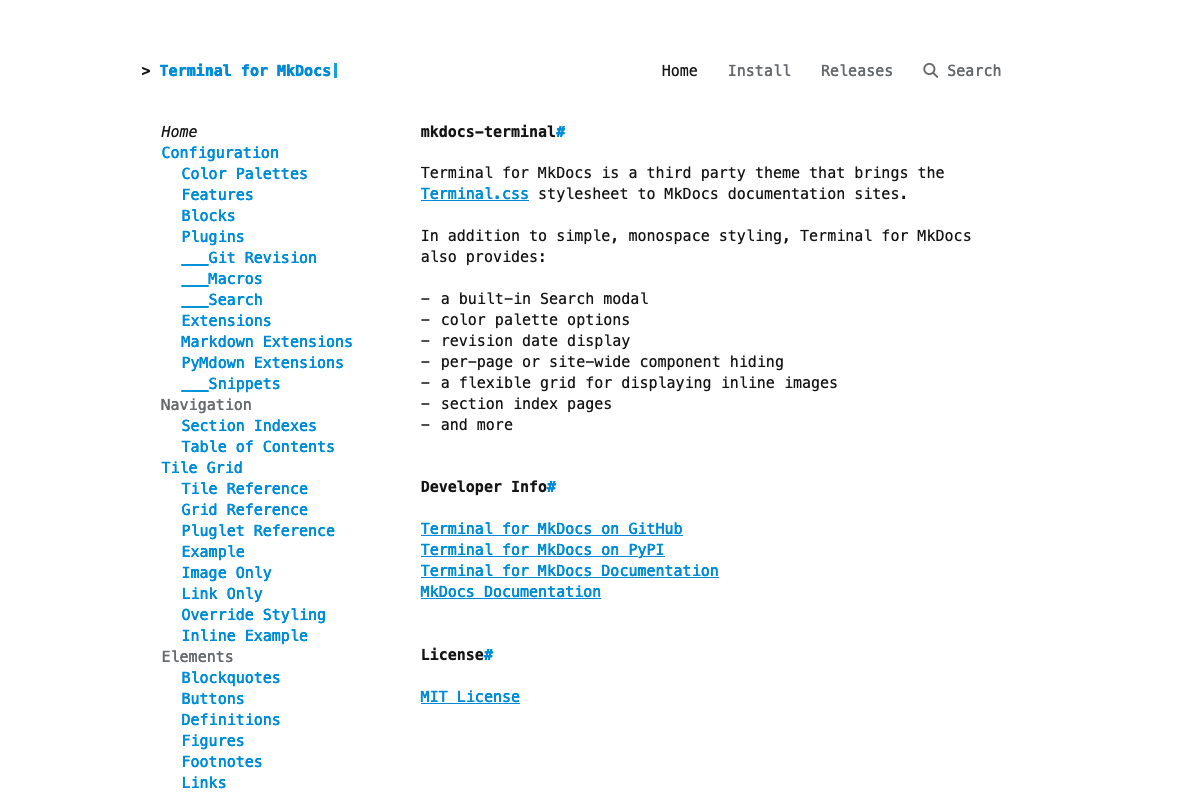 > Terminal for MkDocs
Home Install Releases Search
Home
Configuration
Color Palettes
Features
Blocks
Plugins
___Git Revision
___Macros
___Search
Extensions
Markdown Extensions
PyMdown Extensions
___Snippets
Navigation
Section Indexes
Table of Contents
Tile Grid
Tile Reference
Grid Reference
Pluglet Reference
Example
Image Only
Link Only
Override Styling
Inline Example
Elements
Blockquotes
Buttons
Definitions
Figures
Footnotes
Links
mkdocs-terminal#
Terminal for MkDocs is a third party theme that brings the
Terminal.css stylesheet to MkDocs documentation sites.
In addition to simple, monospace styling, Terminal for MkDocs
also provides:
- a built-in Search modal
- color palette options
- revision date display
- per-page or site-wide component hiding
- a flexible grid for displaying inline images
- section index pages
- and more
Developer Info#
Terminal for MkDocs on GitHub
Terminal for MkDocs on PyPI
Terminal for MkDocs Documentation
MkDocs Documentation
License#
MIT License